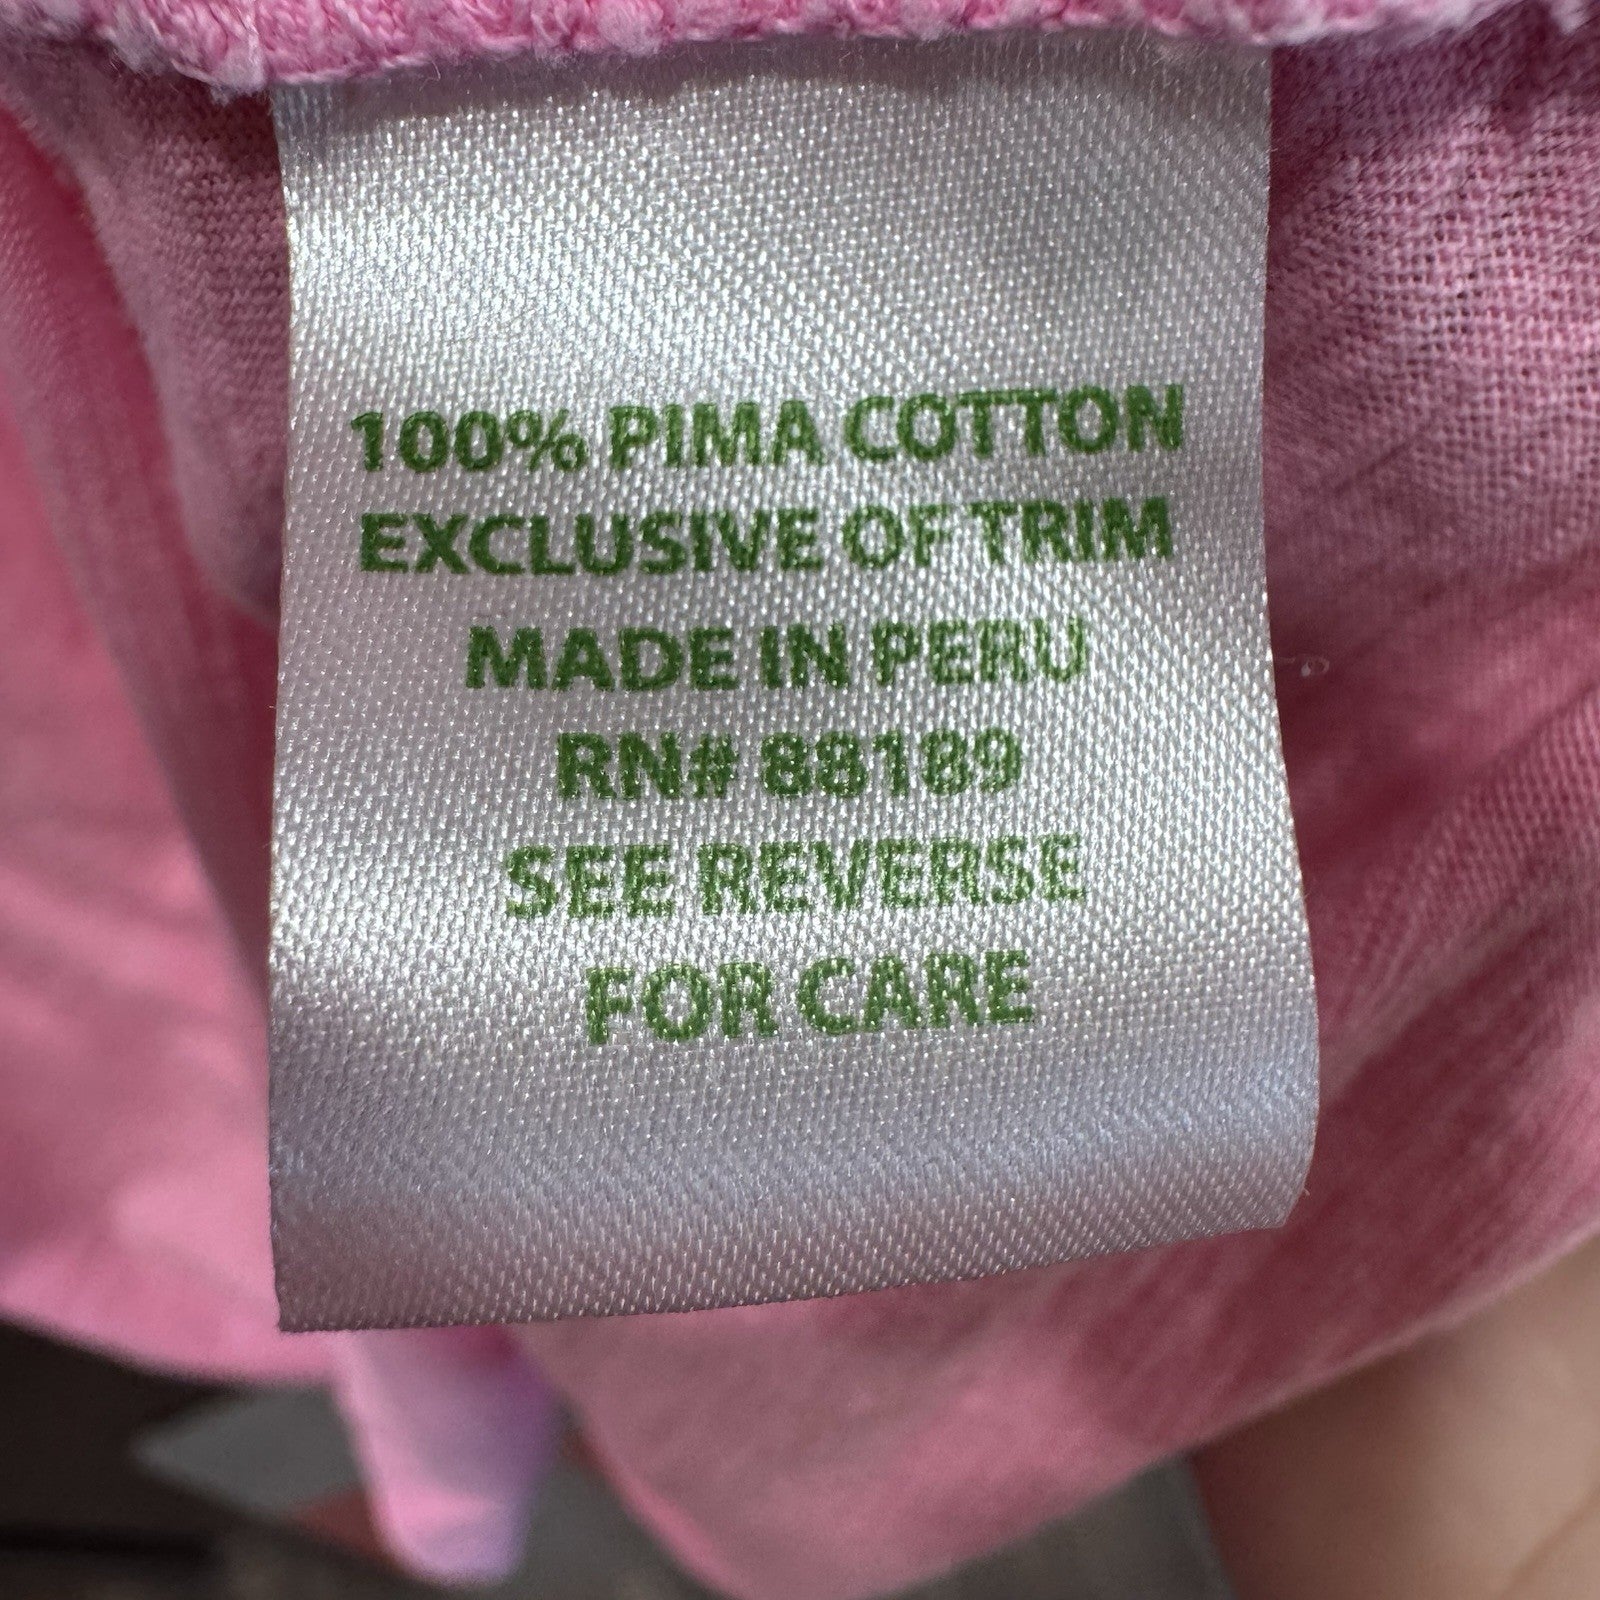 100% PIMA COTTON
EXCLUSIVE OF TRIM
MADE IN PERU
RN# 88189
SEE REVERSE
FOR CARE